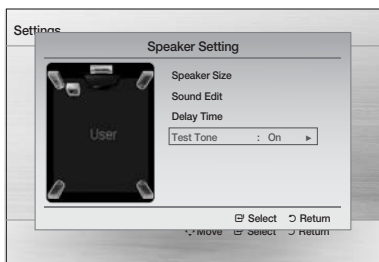 Settings
Speaker Setting
Speaker Size
Sound Edit
Delay Time
Test Tone : On ►
User
Select Return
Move Select Return